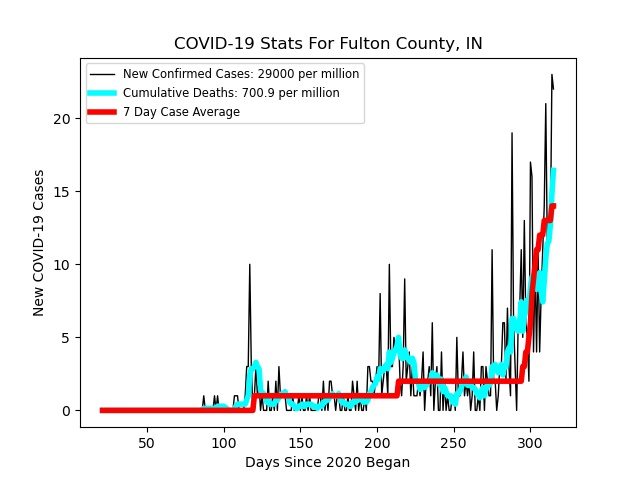 COVID-19 Stats For Fulton County, IN
New Confirmed Cases: 29000 per million
Cumulative Deaths: 700.9 per million
7 Day Case Average
New COVID-19 Cases
20
15
10
5
0
50 100 150 200 250 300
Days Since 2020 Began